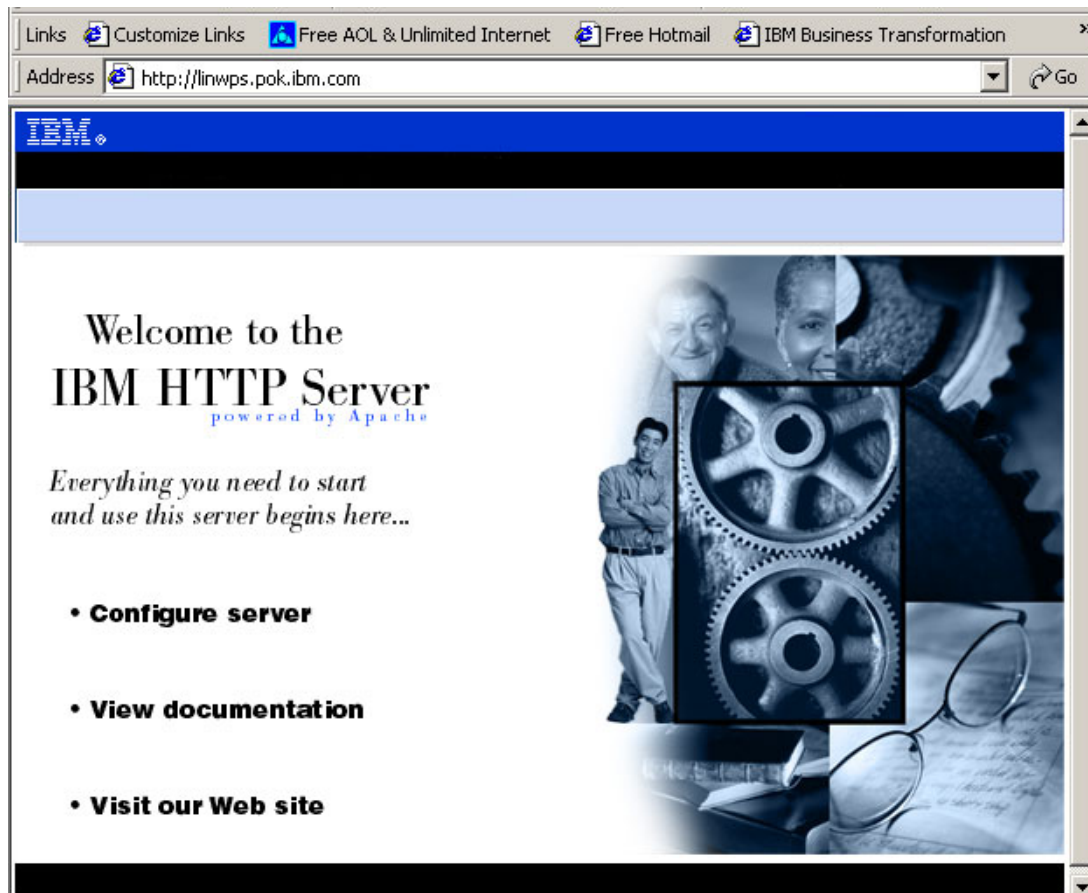 Links Customize Links Free AOL & Unlimited Internet Free Hotmail IBM Business Transformation »
Address http://linwps.pok.ibm.com Go
IBM®
Welcome to the
IBM HTTP Server
powered by Apache
Everything you need to start
and use this server begins here...
• Configure server
• View documentation
• Visit our Web site